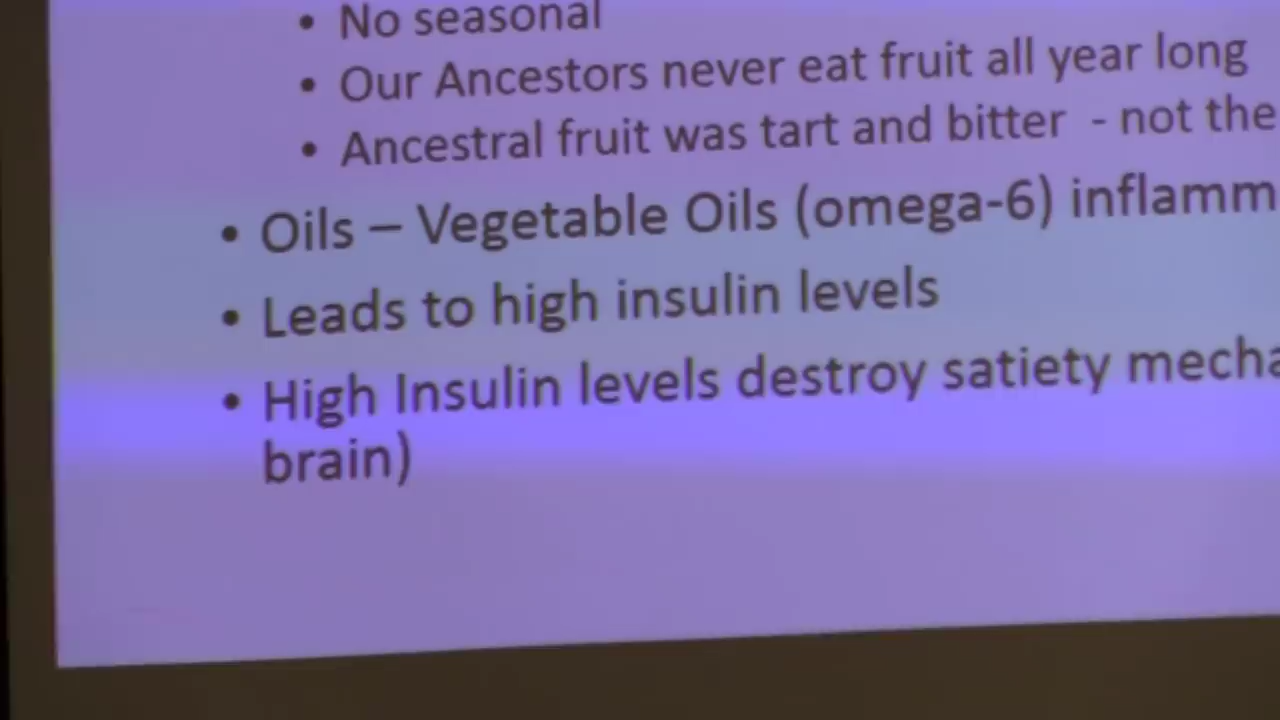 • No seasonal
• Our Ancestors never eat fruit all year long
• Ancestral fruit was tart and bitter - not the
• Oils – Vegetable Oils (omega-6) inflamm
• Leads to high insulin levels
• High Insulin levels destroy satiety mecha
brain)